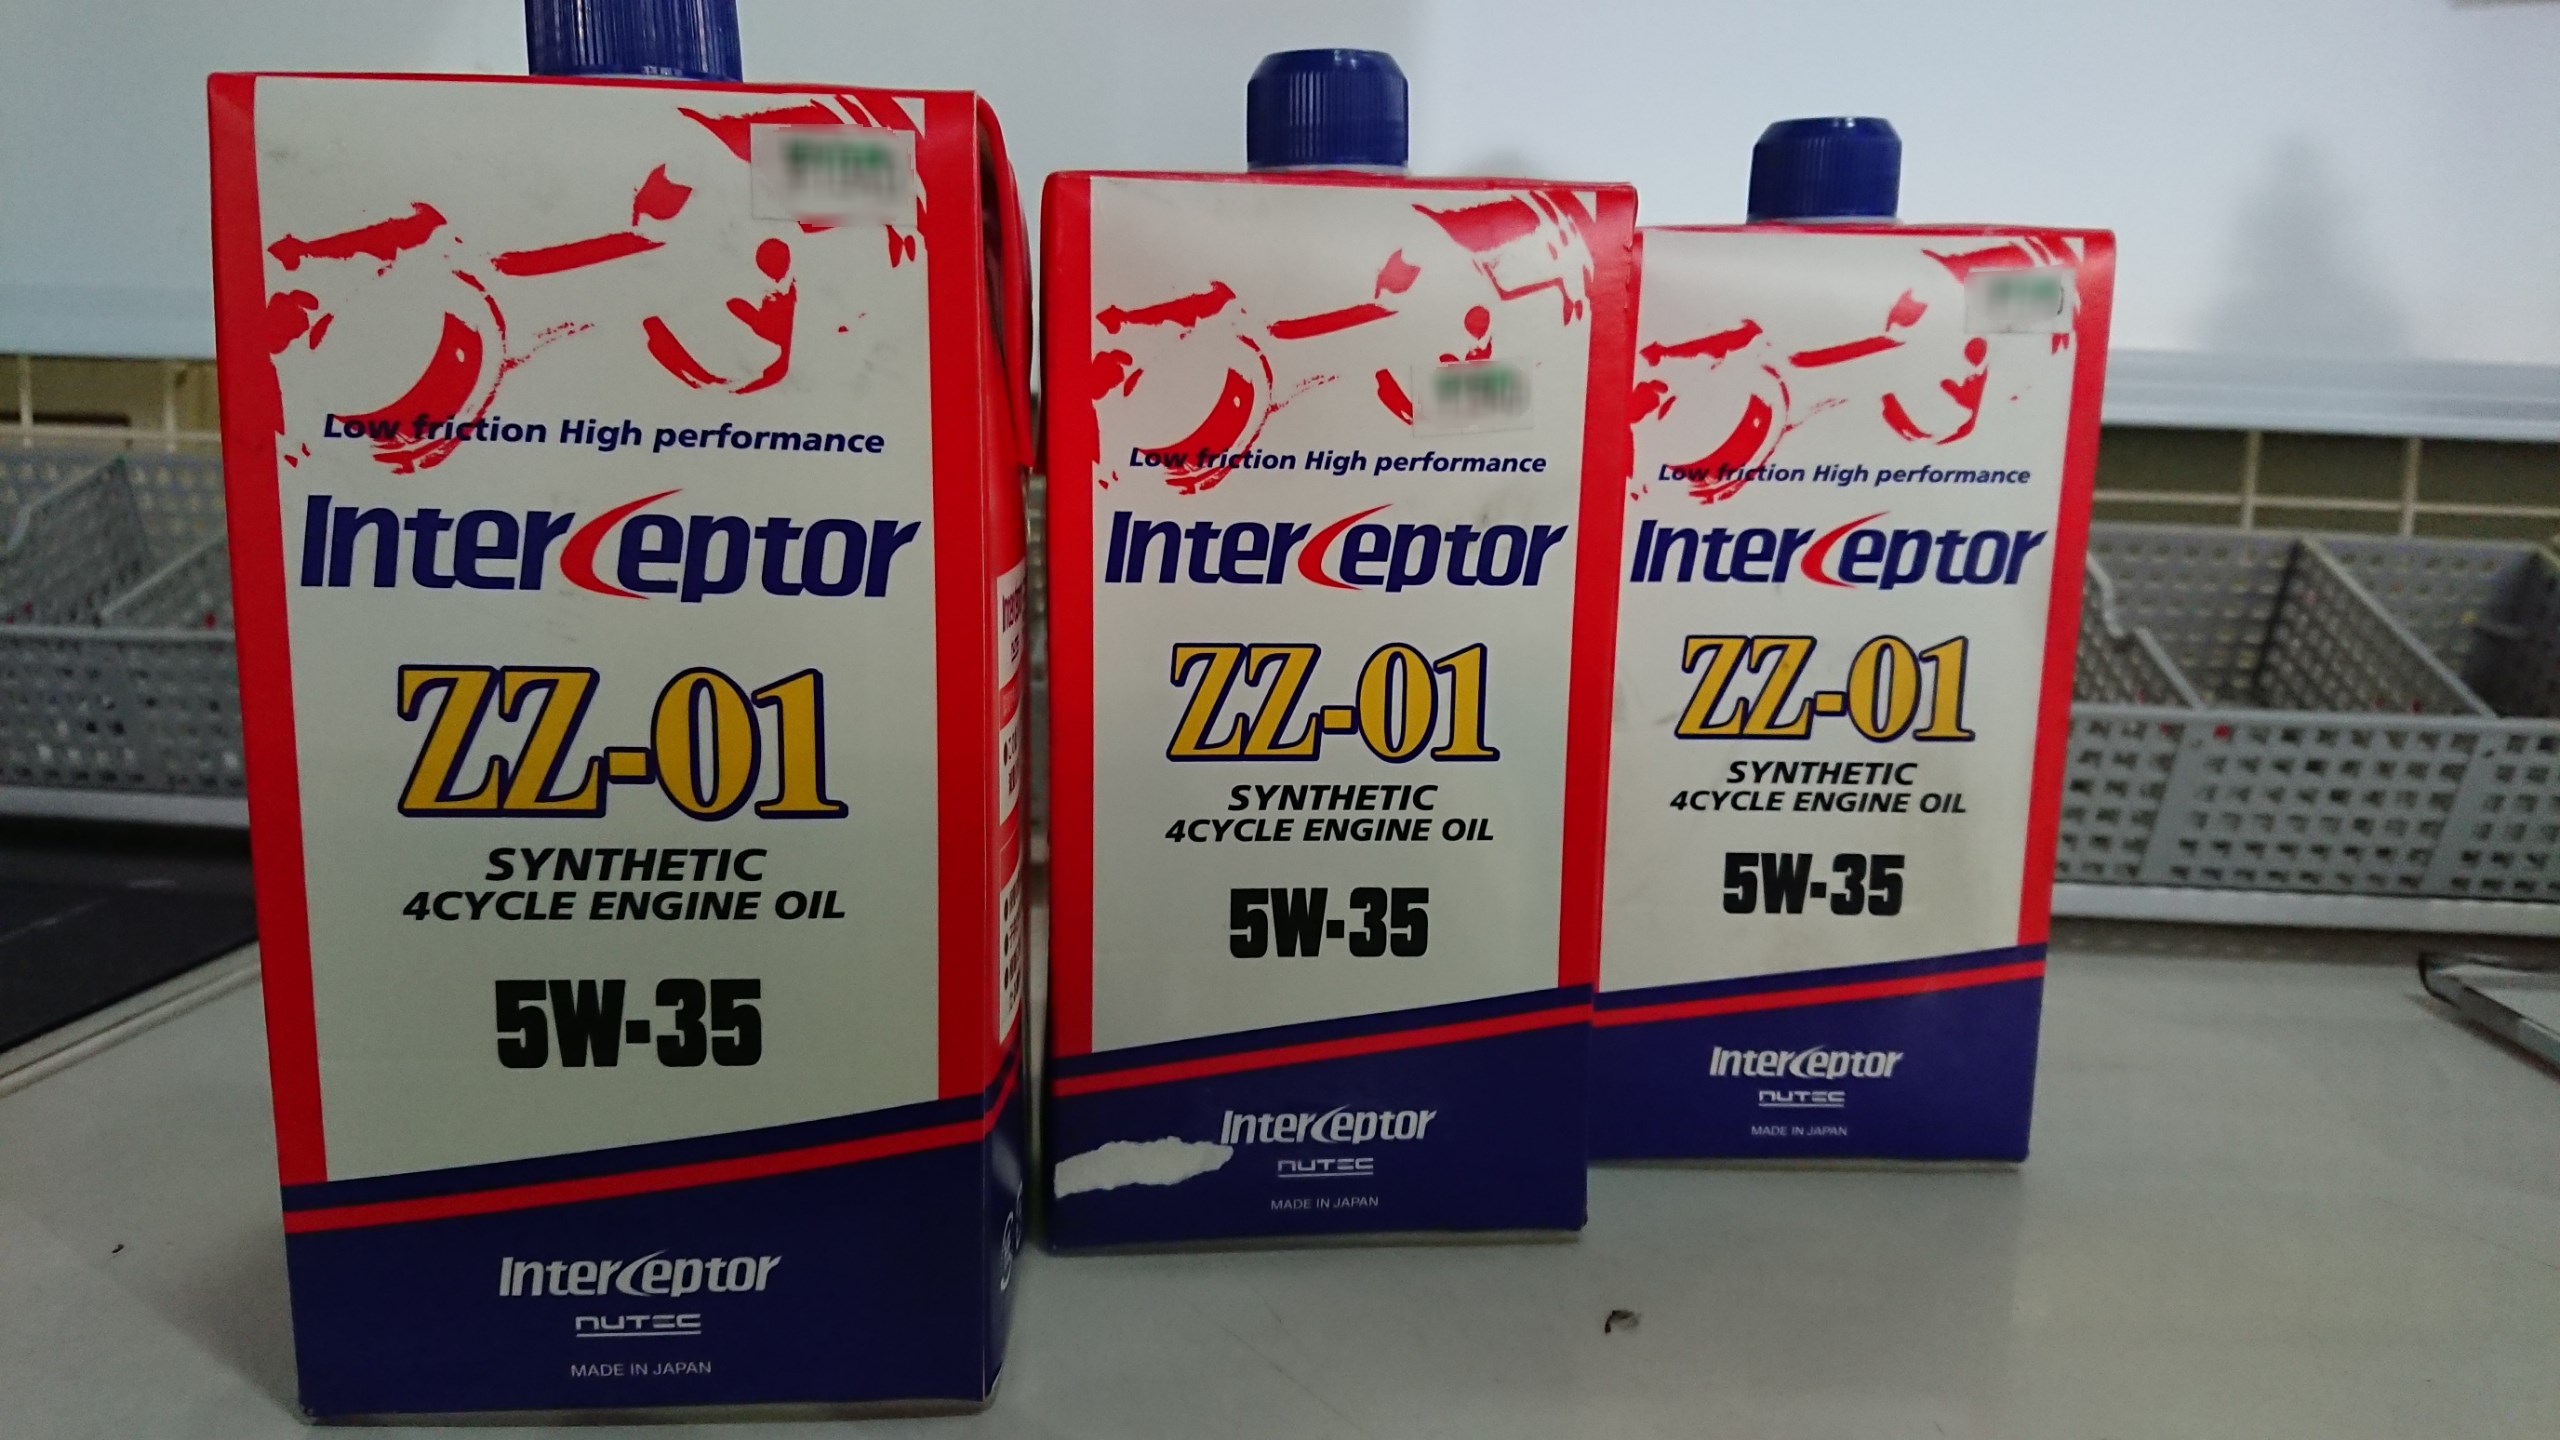 Low friction High performance
Interceptor
ZZ-01
SYNTHETIC
4CYCLE ENGINE OIL
5W-35
Interceptor
NUTEC
MADE IN JAPAN
Low friction High performance
Interceptor
ZZ-01
SYNTHETIC
4CYCLE ENGINE OIL
5W-35
Interceptor
NUTEC
MADE IN JAPAN
Low friction High performance
Interceptor
ZZ-01
SYNTHETIC
4CYCLE ENGINE OIL
5W-35
Interceptor
NUTEC
MADE IN JAPAN